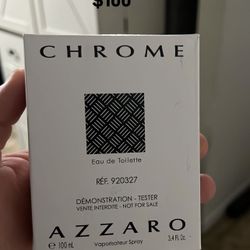 $100
CHROME
Eau de Toilette
RÉF. 920327
DÉMONSTRATION - TESTER
VENTE INTERDITE - NOT FOR SALE
AZZARO
℮ 100 mL Vaporisateur Spray 3.4 Fl. Oz.